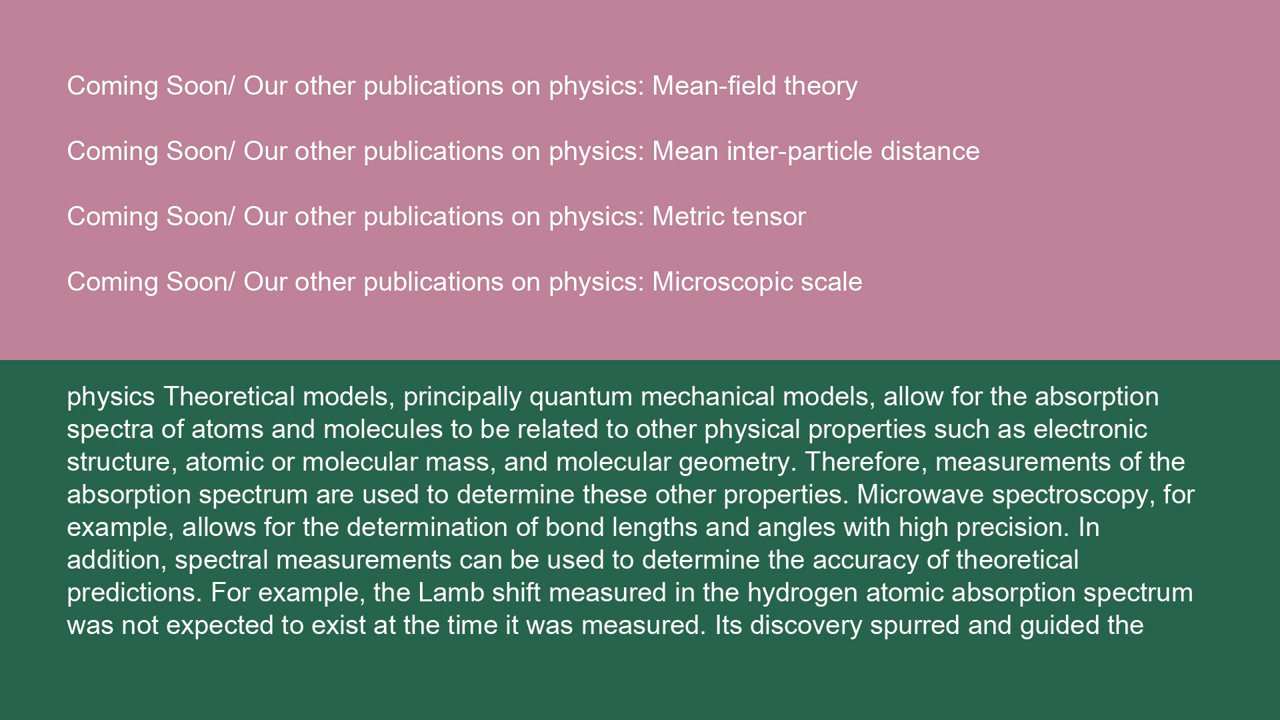 Coming Soon/ Our other publications on physics: Mean-field theory
Coming Soon/ Our other publications on physics: Mean inter-particle distance
Coming Soon/ Our other publications on physics: Metric tensor
Coming Soon/ Our other publications on physics: Microscopic scale
physics Theoretical models, principally quantum mechanical models, allow for the absorption
spectra of atoms and molecules to be related to other physical properties such as electronic
structure, atomic or molecular mass, and molecular geometry. Therefore, measurements of the
absorption spectrum are used to determine these other properties. Microwave spectroscopy, for
example, allows for the determination of bond lengths and angles with high precision. In
addition, spectral measurements can be used to determine the accuracy of theoretical
predictions. For example, the Lamb shift measured in the hydrogen atomic absorption spectrum
was not expected to exist at the time it was measured. Its discovery spurred and guided the